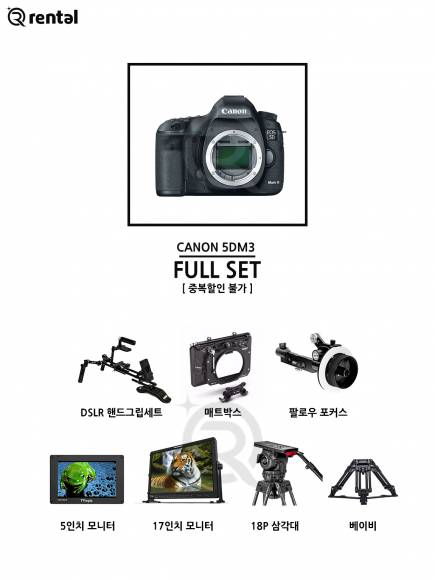 rental
Canon
EOS
5D
Mark III
CANON 5DM3
FULL SET
[ 중복할인 불가 ]
DSLR 핸드그립세트
매트박스
팔로우 포커스
5인치 모니터
17인치 모니터
18P 삼각대
베이비